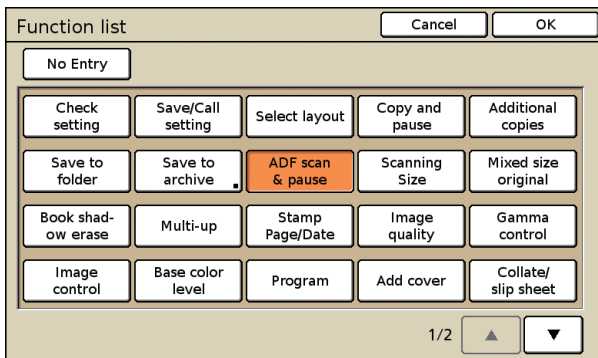 Function list
Cancel
OK
No Entry
Check
setting
Save/Call
setting
Select layout
Copy and
pause
Additional
copies
Save to
folder
Save to
archive
ADF scan
& pause
Scanning
Size
Mixed size
original
Book shad-
ow erase
Multi-up
Stamp
Page/Date
Image
quality
Gamma
control
Image
control
Base color
level
Program
Add cover
Collate/
slip sheet
1/2